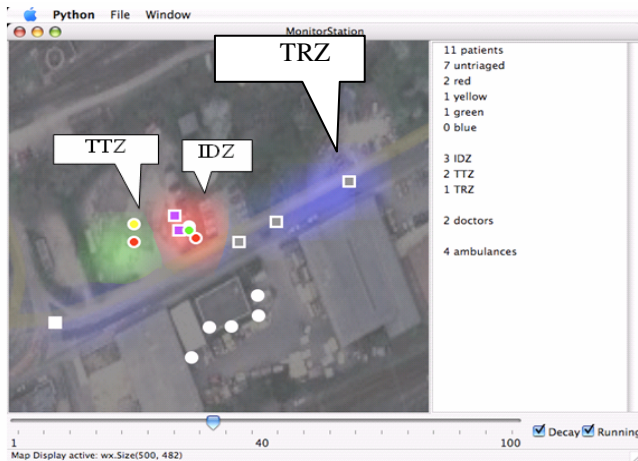 Python File Window
MonitorStation
TRZ
TTZ
IDZ
11 patients
7 untriaged
2 red
1 yellow
1 green
0 blue
3 IDZ
2 TTZ
1 TRZ
2 doctors
4 ambulances
1 40 100
Decay Running
Map Display active: wx.Size(500, 482)